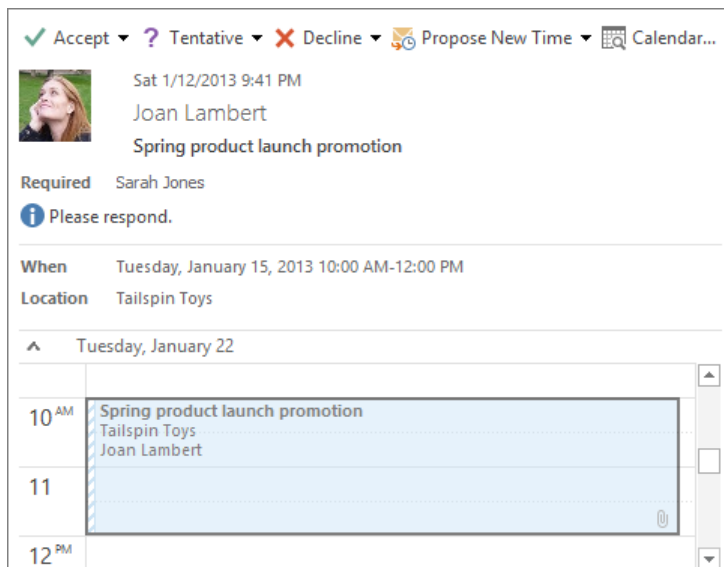 Accept ? Tentative Decline Propose New Time Calendar...
Sat 1/12/2013 9:41 PM
Joan Lambert
Spring product launch promotion
Required Sarah Jones
Please respond.
When Tuesday, January 15, 2013 10:00 AM-12:00 PM
Location Tailspin Toys
Tuesday, January 22
10 AM Spring product launch promotion
Tailspin Toys
Joan Lambert
11
12 PM